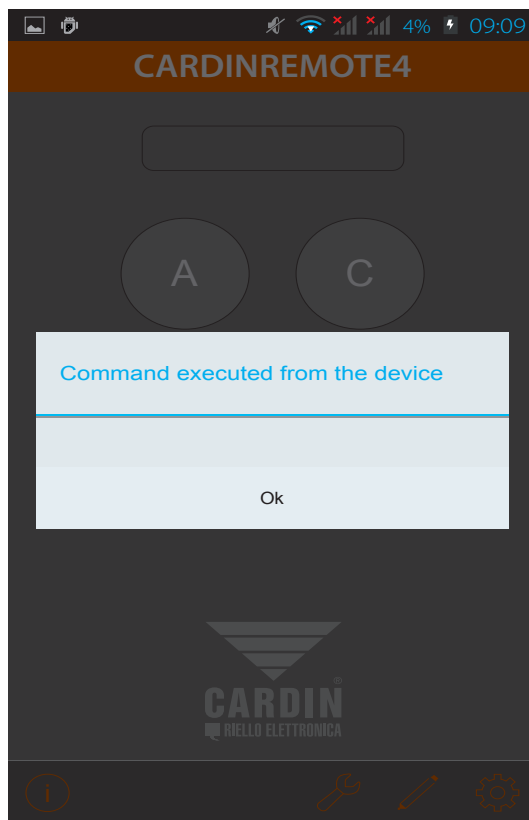 4% 09:09
CARDINREMOTE4
A C
Command executed from the device
Ok
®
CARDIN
RIELLO ELETTRONICA
i